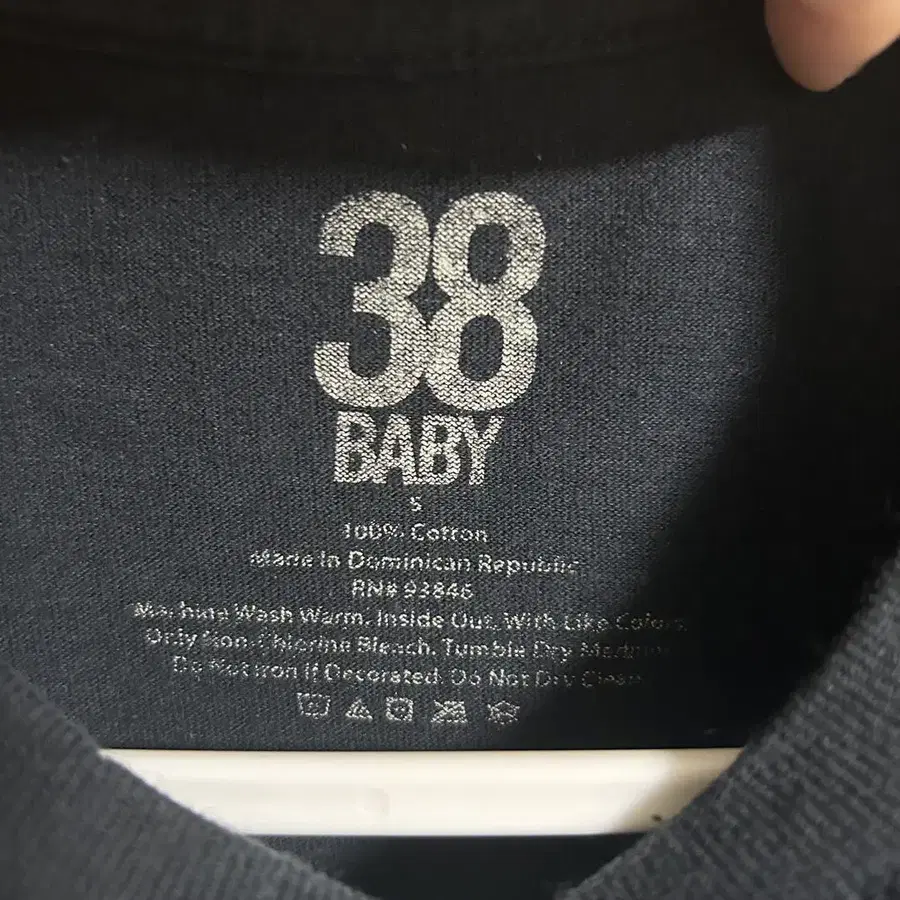 38
BABY
S
100% Cotton
Made In Dominican Republic
RN# 93846
Machine Wash Warm, Inside Out, With Like Colors.
Only Non-Chlorine Bleach. Tumble Dry Medium.
Do Not Iron If Decorated. Do Not Dry Clean.